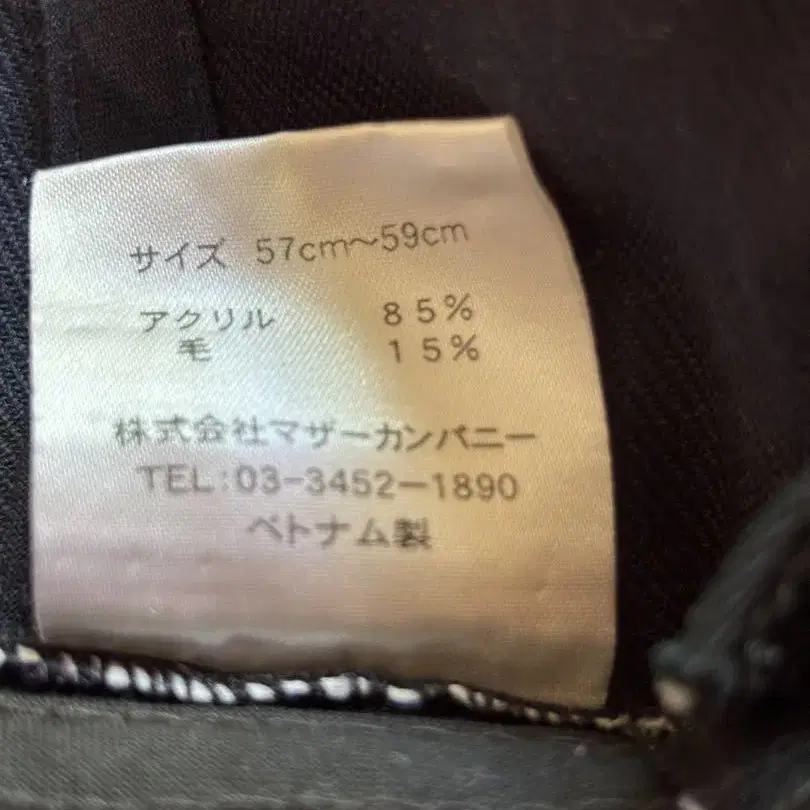 サイズ 57cm～59cm
アクリル 85%
毛 15%
株式会社マザーカンパニー
TEL:03-3452-1890
ベトナム製